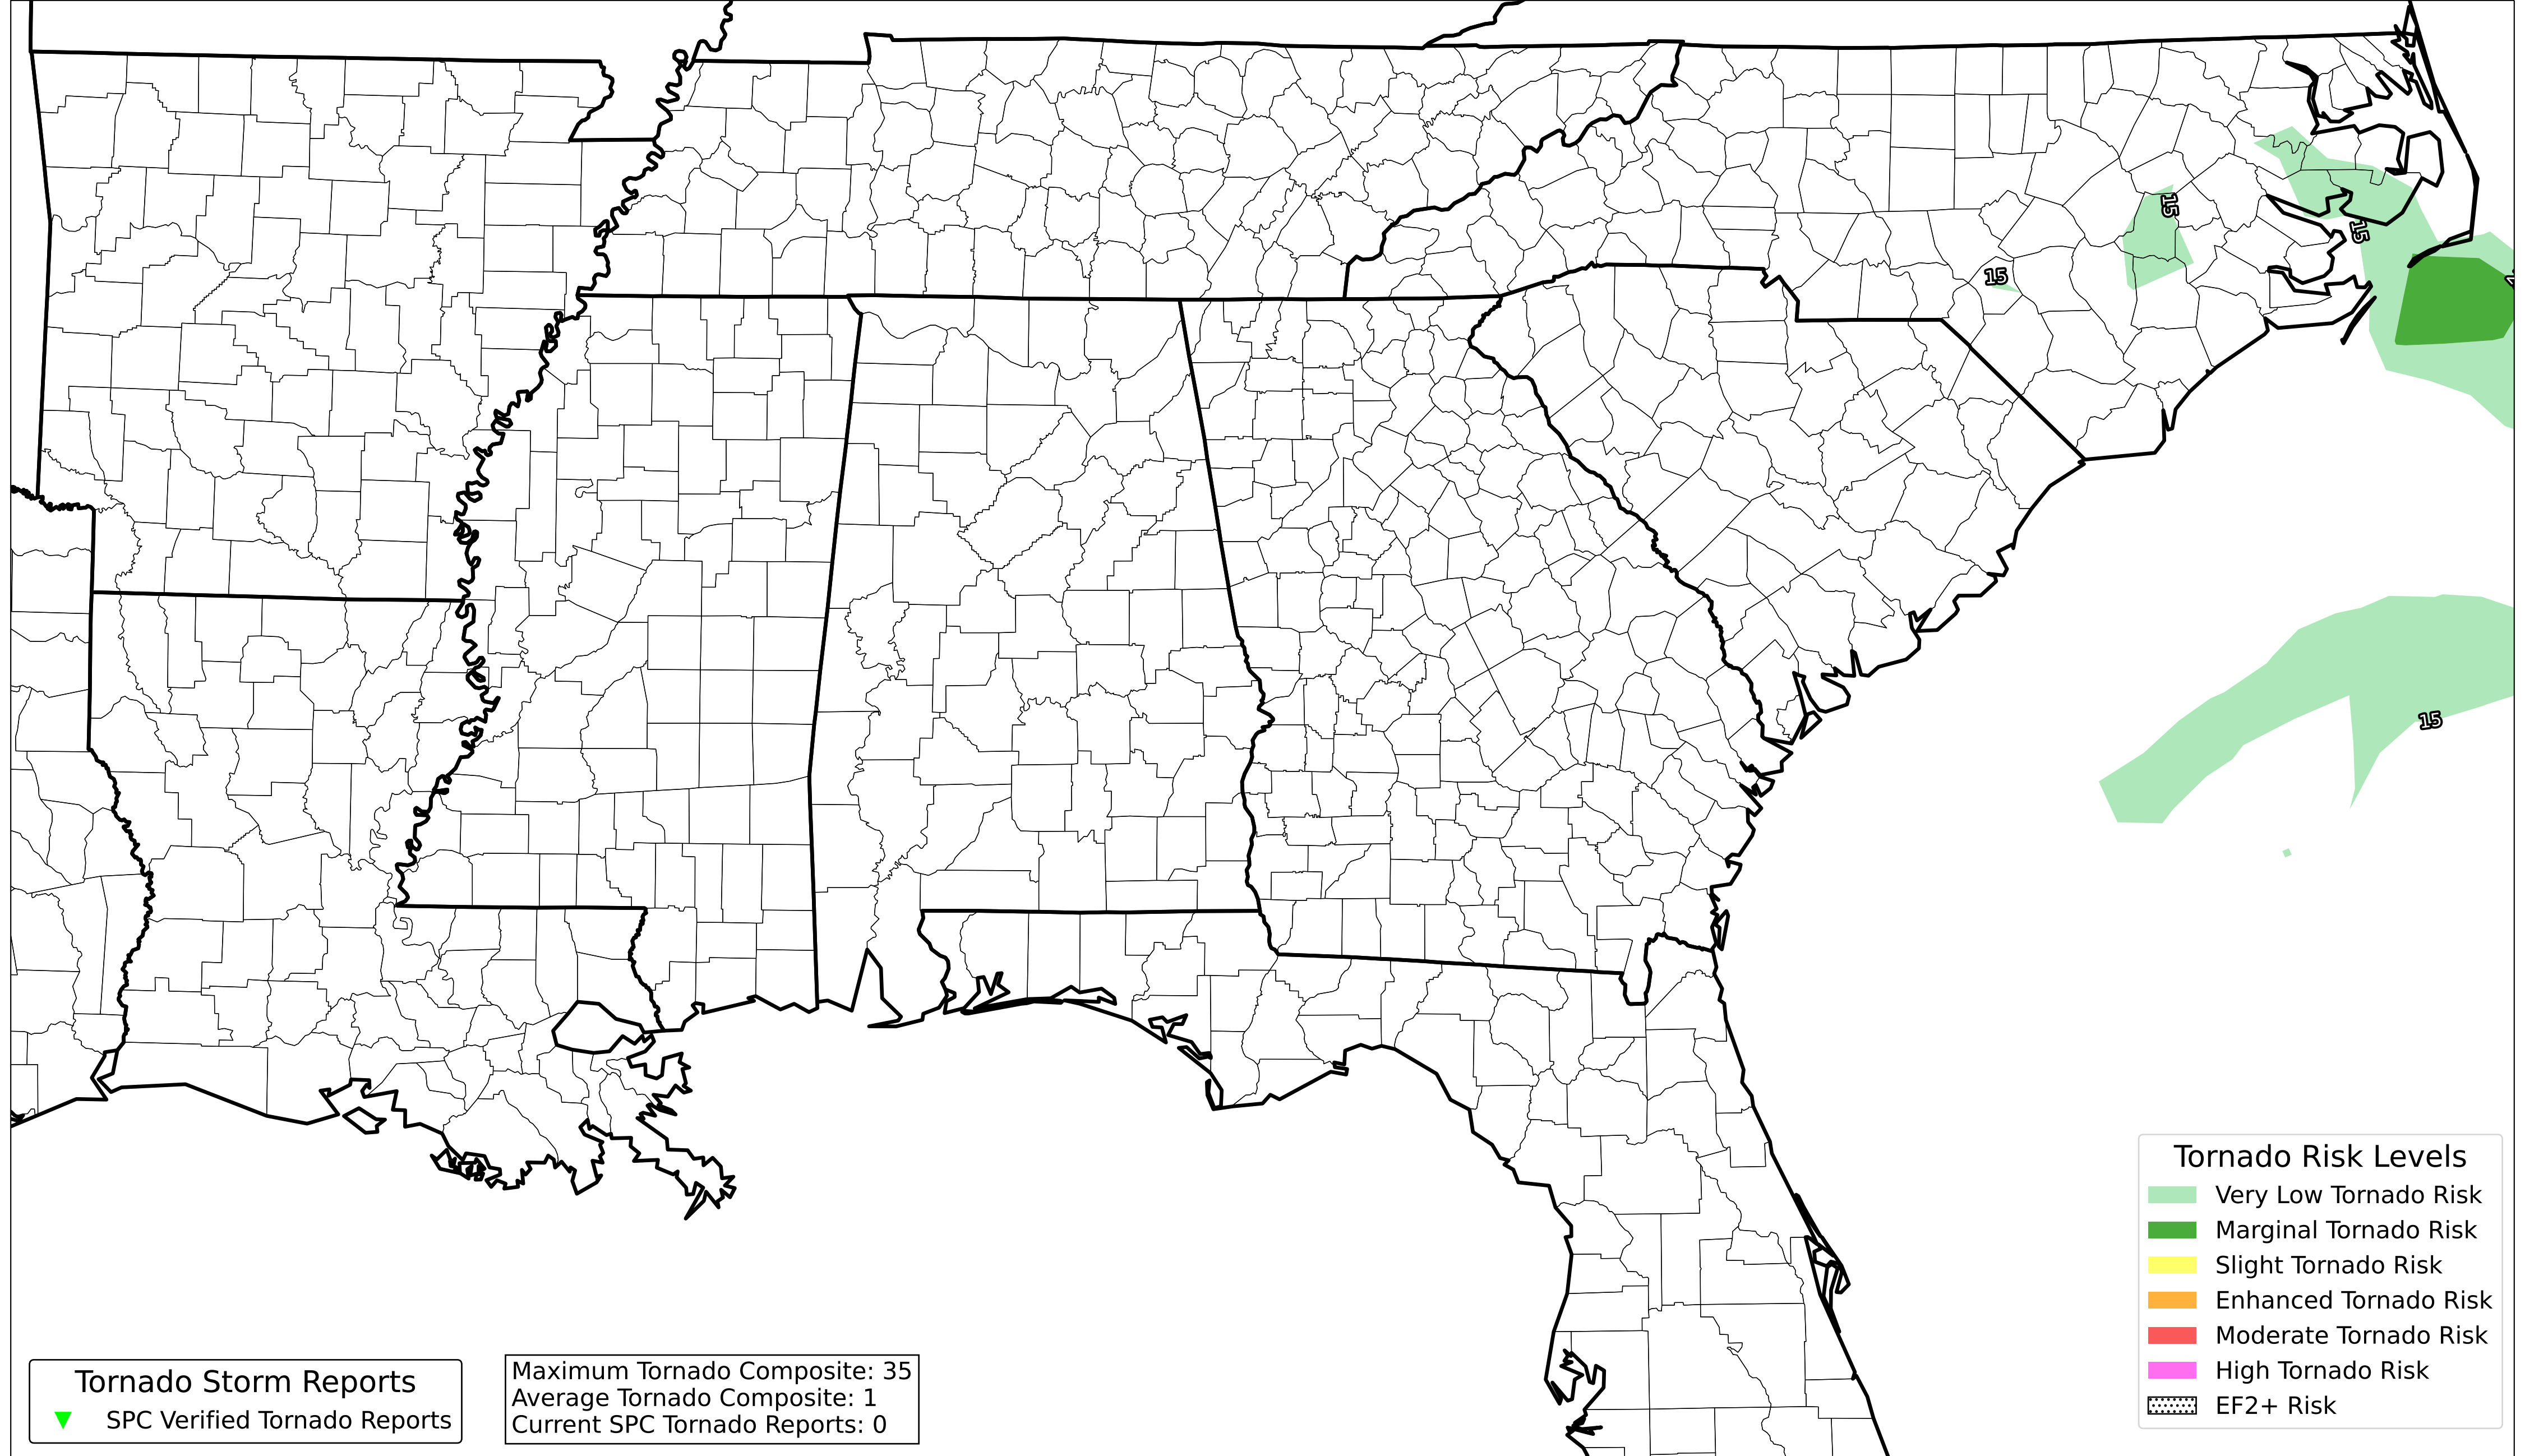 15
15
15
15
Tornado Risk Levels
Very Low Tornado Risk
Marginal Tornado Risk
Slight Tornado Risk
Enhanced Tornado Risk
Moderate Tornado Risk
High Tornado Risk
EF2+ Risk
Tornado Storm Reports
SPC Verified Tornado Reports
Maximum Tornado Composite: 35
Average Tornado Composite: 1
Current SPC Tornado Reports: 0